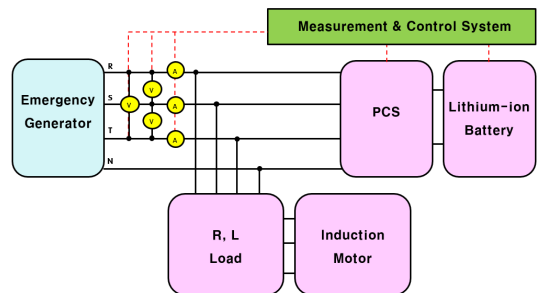 Measurement & Control System
R
A
Emergency
Generator
V
S
V
A
V
T
A
N
PCS
Lithium-ion
Battery
R, L
Load
Induction
Motor